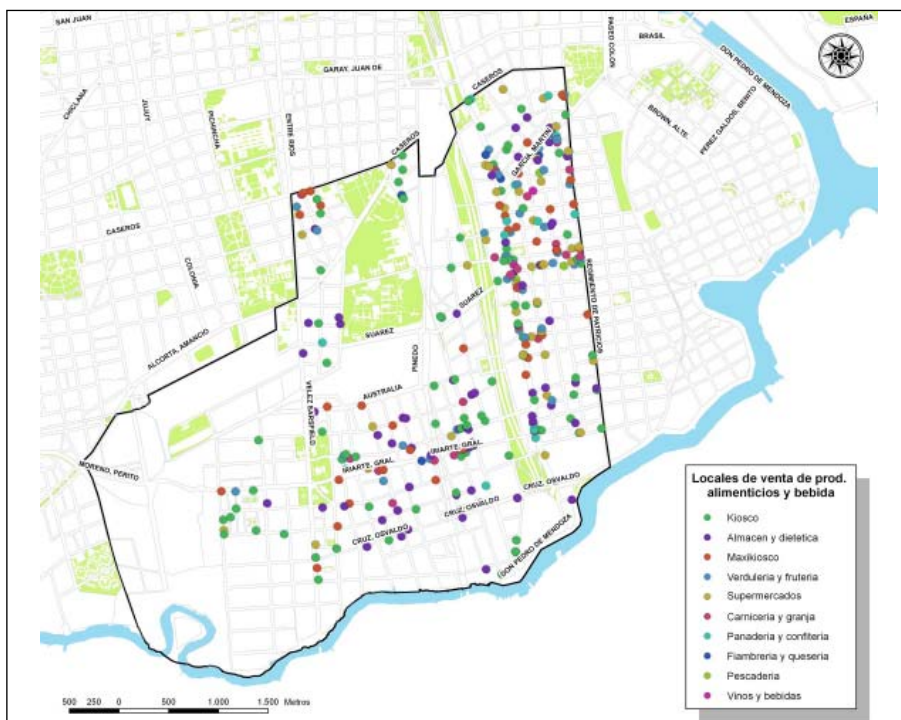 SAN JUAN
ESPAÑA
PASEO COLON
BRASIL
DON PEDRO DE MENDOZA
GARAY, JUAN DE
CHICLANA
JUJUY
PICHINCHA
ENTRE RIOS
CASEROS
BROWN, ALTE.
PEREZ GALDOS, BENITO
CASEROS
GARCIA, MARTIN
CASEROS
COLONIA
REGIMIENTO DE PATRICIOS
SUAREZ
ALCORTA, AMANCIO
SUAREZ
PINEDO
VELEZ SARSFIELD
AUSTRALIA
MORENO, PERITO
IRIARTE, GRAL.
IRIARTE, GRAL.
CRUZ, OSVALDO
CRUZ, OSVALDO
CRUZ, OSVALDO
DON PEDRO DE MENDOZA
Locales de venta de prod.
alimenticios y bebida
Kiosco
Almacen y dietetica
Maxikiosco
Verduleria y fruteria
Supermercados
Carniceria y granja
Panaderia y confiteria
Fiambreria y queseria
Pescaderia
Vinos y bebidas
500 250 0 500 1.000 1.500 Metros